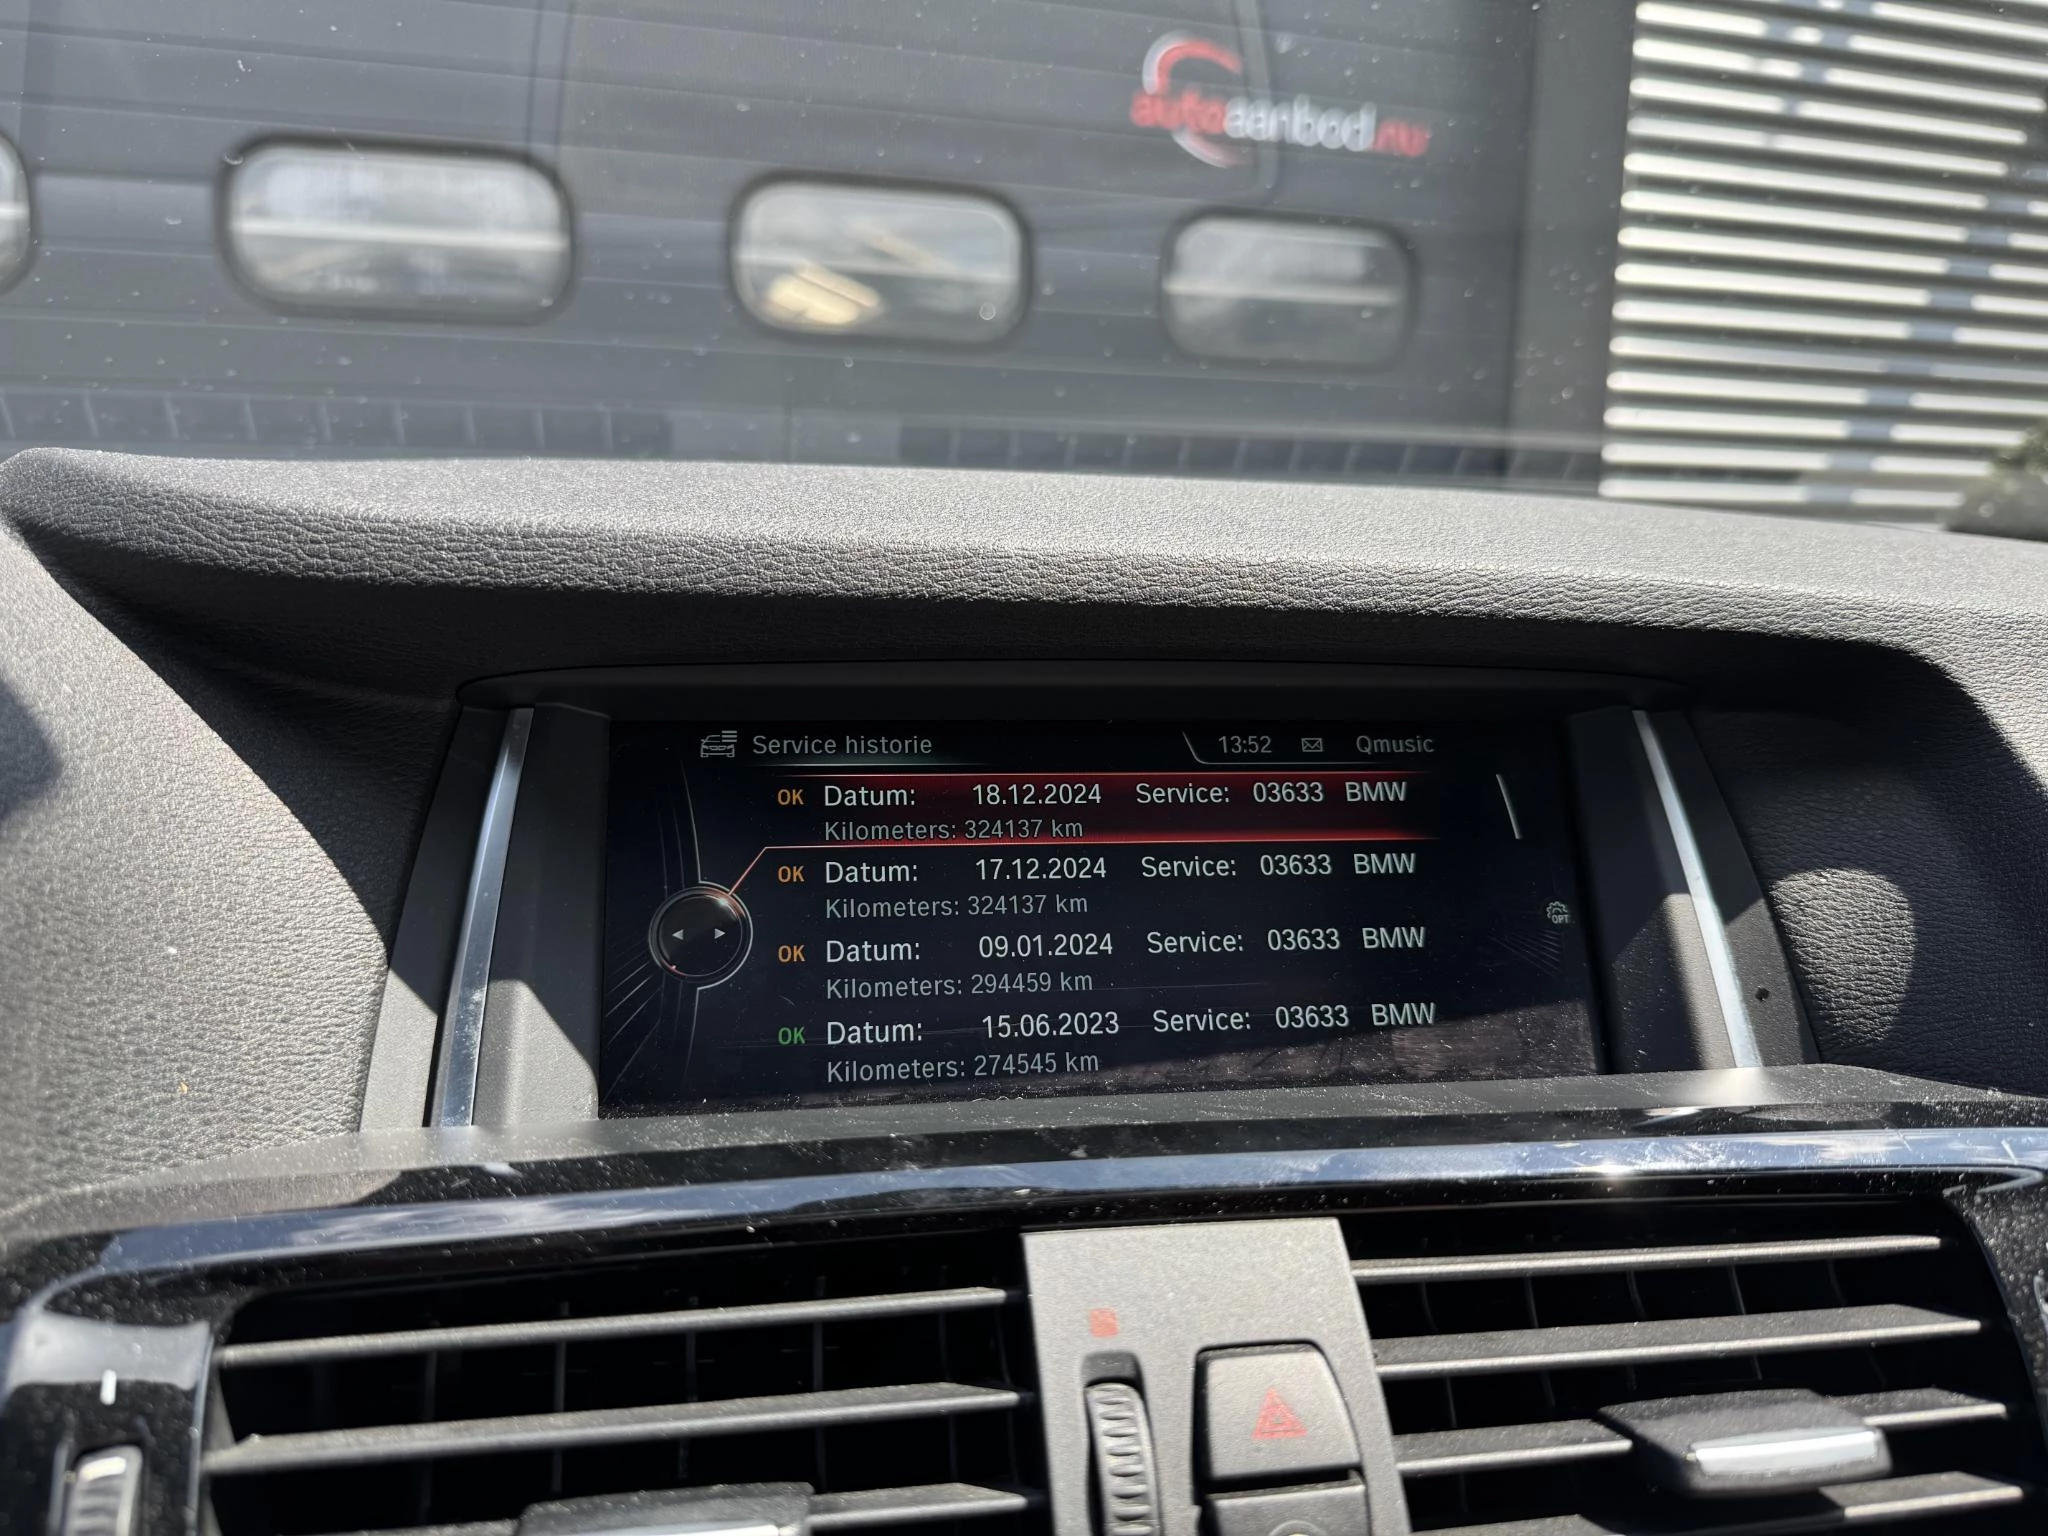 autoaanbod.nu
Service historie 13:52 Qmusic
OK Datum: 18.12.2024 Service: 03633 BMW
Kilometers: 324137 km
OK Datum: 17.12.2024 Service: 03633 BMW
Kilometers: 324137 km
OK Datum: 09.01.2024 Service: 03633 BMW
Kilometers: 294459 km
OPT
OK Datum: 15.06.2023 Service: 03633 BMW
Kilometers: 274545 km